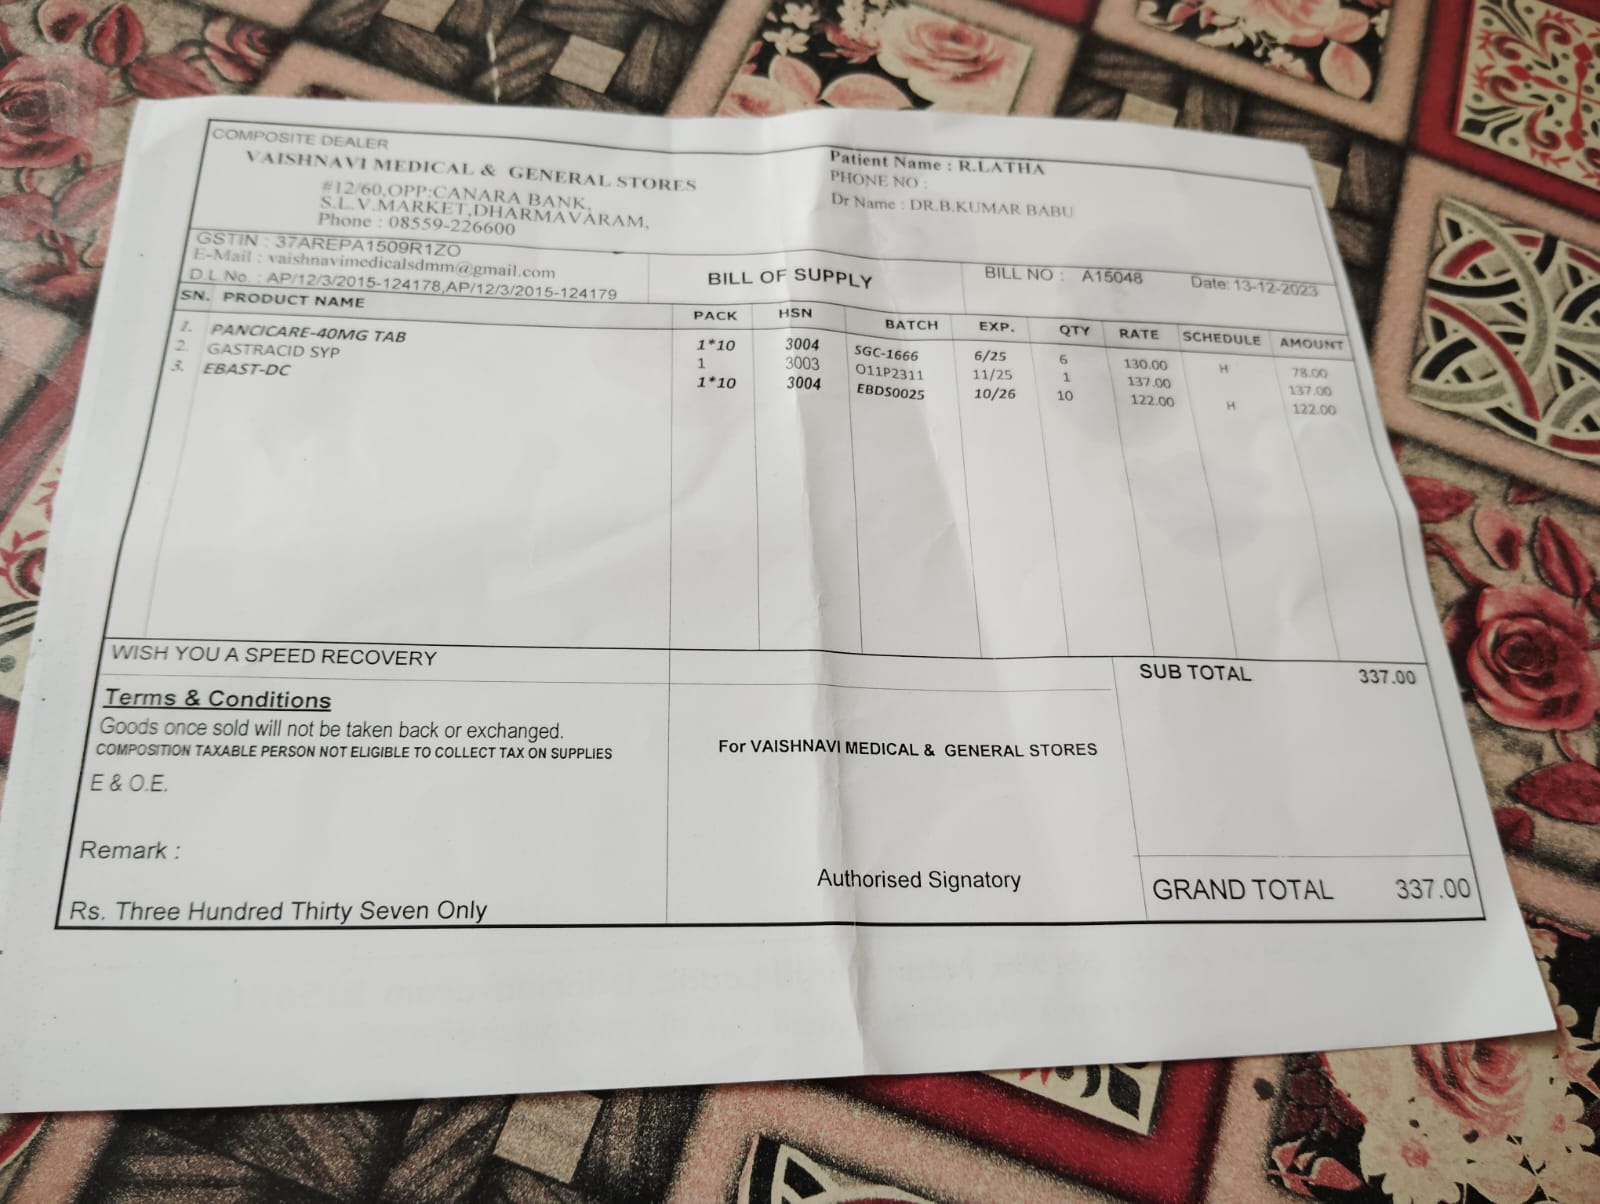 COMPOSITE DEALER
VAISHNAVI MEDICAL & GENERAL STORES
#12/60,OPP:CANARA BANK,
S.L.V.MARKET,DHARMAVARAM,
Phone : 08559-226600
Patient Name : R.LATHA
PHONE NO :
Dr Name : DR.B.KUMAR BABU
GSTIN : 37AREPA1509R1ZO
E-Mail : vaishnavimedicalsdmm@gmail.com
D.L.No. : AP/12/3/2015-124178,AP/12/3/2015-124179
BILL OF SUPPLY
BILL NO : A15048 Date: 13-12-2023
SN. PRODUCT NAME PACK HSN BATCH EXP. QTY RATE SCHEDULE AMOUNT
1. PANCICARE-40MG TAB 1*10 3004 SGC-1666 6/25 6 130.00 H 78.00
2. GASTRACID SYP 1 3003 O11P2311 11/25 1 137.00 137.00
3. EBAST-DC 1*10 3004 EBDS0025 10/26 10 122.00 H 122.00
WISH YOU A SPEED RECOVERY
SUB TOTAL 337.00
Terms & Conditions
Goods once sold will not be taken back or exchanged.
COMPOSITION TAXABLE PERSON NOT ELIGIBLE TO COLLECT TAX ON SUPPLIES
E & O.E.
For VAISHNAVI MEDICAL & GENERAL STORES
Remark :
Authorised Signatory
GRAND TOTAL 337.00
Rs. Three Hundred Thirty Seven Only